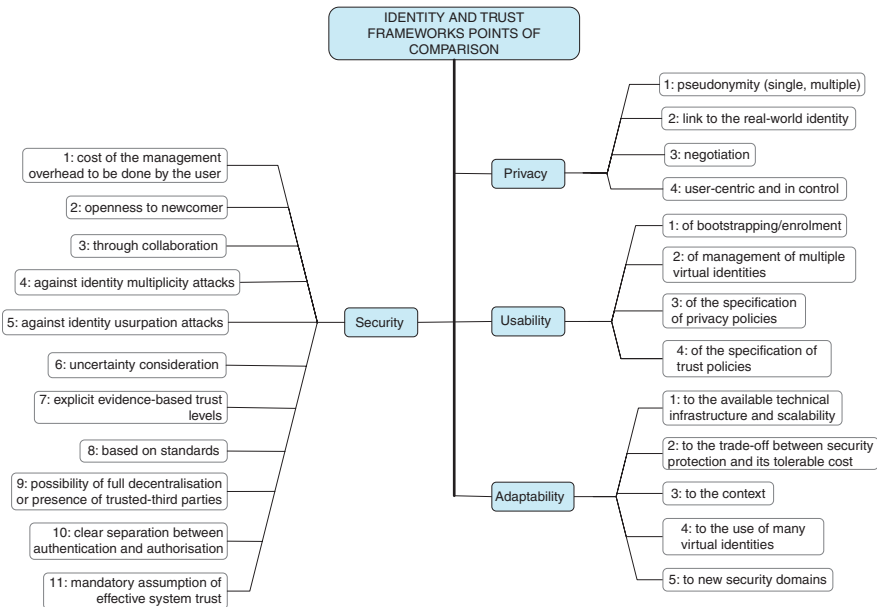 IDENTITY AND TRUST
FRAMEWORKS POINTS OF
COMPARISON
Security
1: cost of the management
overhead to be done by the user
2: openness to newcomer
3: through collaboration
4: against identity multiplicity attacks
5: against identity usurpation attacks
6: uncertainty consideration
7: explicit evidence-based trust
levels
8: based on standards
9: possibility of full decentralisation
or presence of trusted-third parties
10: clear separation between
authentication and authorisation
11: mandatory assumption of
effective system trust
Privacy
1: pseudonymity (single, multiple)
2: link to the real-world identity
3: negotiation
4: user-centric and in control
Usability
1: of bootstrapping/enrolment
2: of management of multiple
virtual identities
3: of the specification
of privacy policies
4: of the specification of
trust policies
Adaptability
1: to the available technical
infrastructure and scalability
2: to the trade-off between security
protection and its tolerable cost
3: to the context
4: to the use of many
virtual identities
5: to new security domains